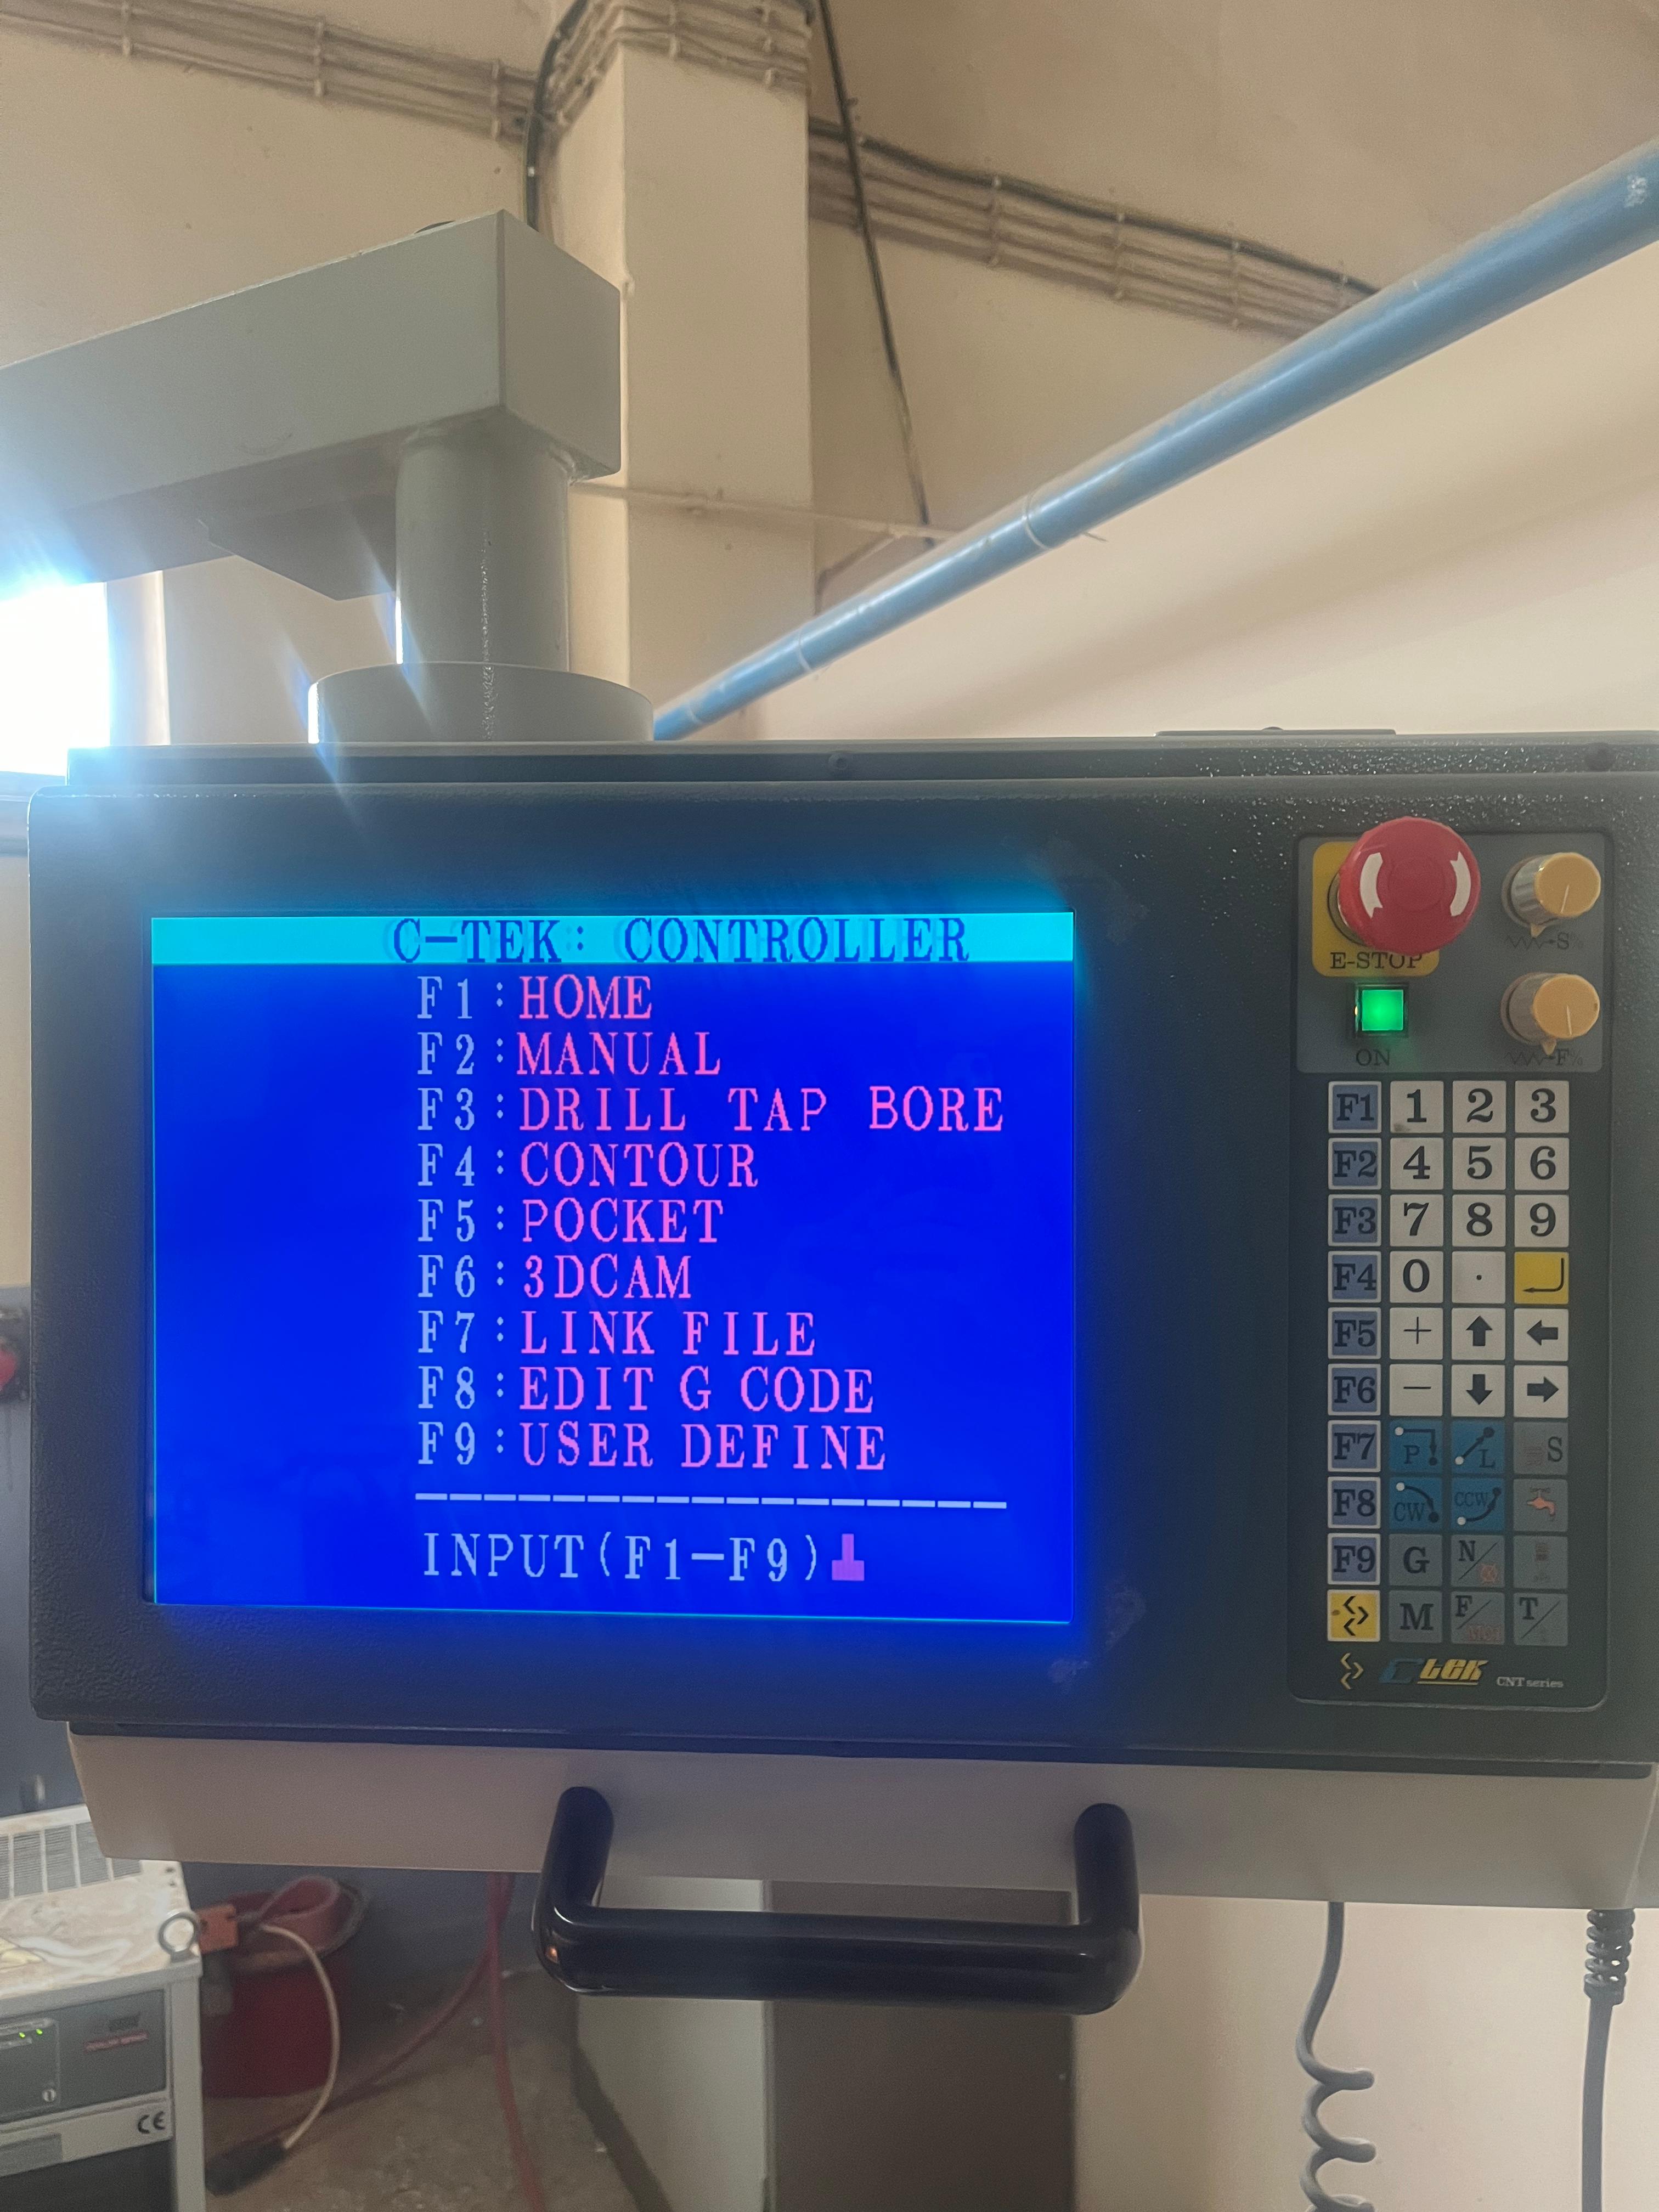 C-TEK: CONTROLLER
F1:HOME
F2:MANUAL
F3:DRILL TAP BORE
F4:CONTOUR
F5:POCKET
F6:3DCAM
F7:LINK FILE
F8:EDIT G CODE
F9:USER DEFINE
INPUT(F1-F9)
E-STOP
S%
ON
F%
F1 1 2 3
F2 4 5 6
F3 7 8 9
F4 0 .
F5 +
F6 -
F7 P L S
F8 CW CCW
F9 G N/
M F/ T/
Ctek CNT series
CE